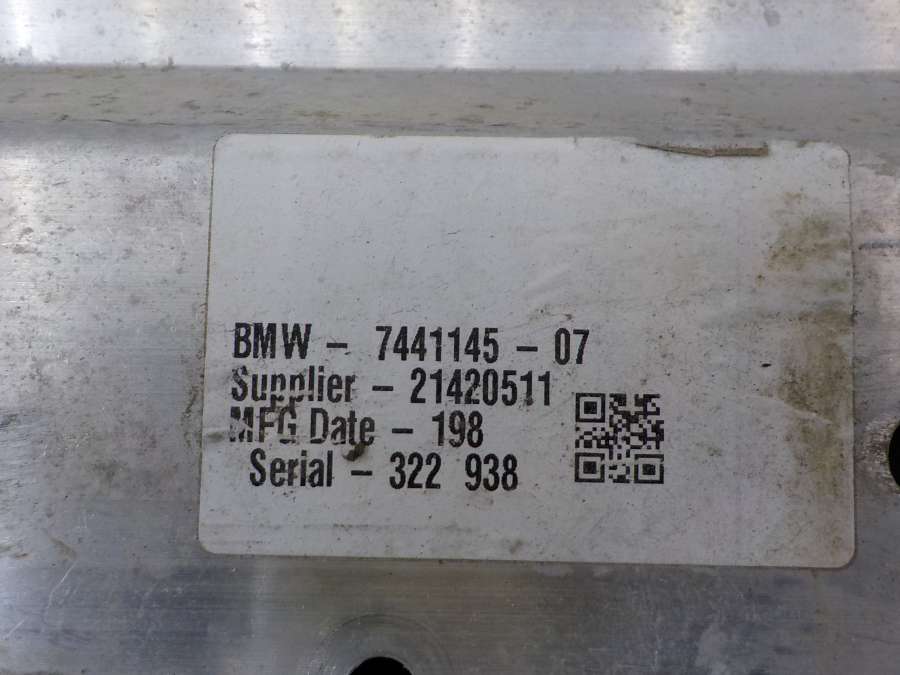 BMW - 7441145 - 07
Supplier - 21420511
MFG Date - 198
Serial - 322 938